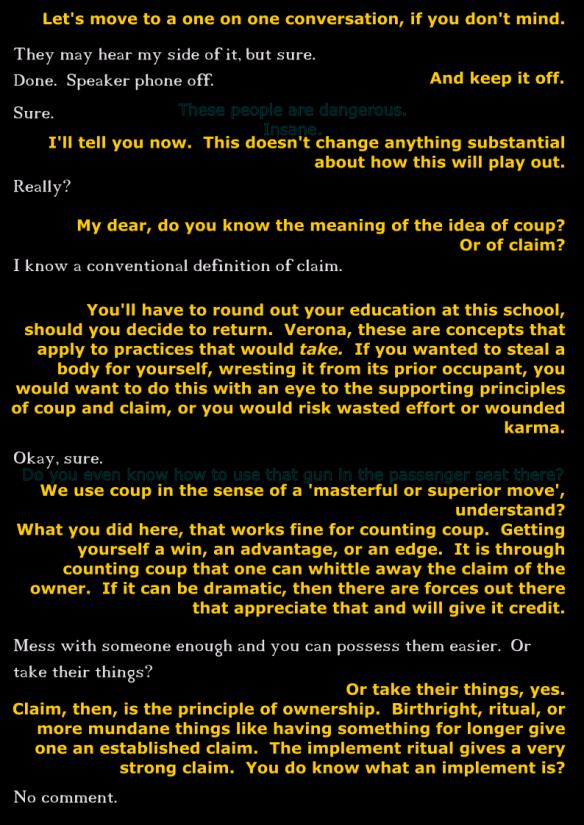 Let's move to a one on one conversation, if you don't mind.
They may hear my side of it, but sure.
Done.  Speaker phone off.
And keep it off.
Sure.
These people are dangerous.
Insane.
I'll tell you now.  This doesn't change anything substantial
about how this will play out.
Really?
My dear, do you know the meaning of the idea of coup?
Or of claim?
I know a conventional definition of claim.
You'll have to round out your education at this school,
should you decide to return.  Verona, these are concepts that
apply to practices that would take.  If you wanted to steal a
body for yourself, wresting it from its prior occupant, you
would want to do this with an eye to the supporting principles
of coup and claim, or you would risk wasted effort or wounded
karma.
Okay, sure.
Do you even know how to use that gun in the passenger seat there?
We use coup in the sense of a 'masterful or superior move',
understand?
What you did here, that works fine for counting coup.  Getting
yourself a win, an advantage, or an edge.  It is through
counting coup that one can whittle away the claim of the
owner.  If it can be dramatic, then there are forces out there
that appreciate that and will give it credit.
Mess with someone enough and you can possess them easier.  Or
take their things?
Or take their things, yes.
Claim, then, is the principle of ownership.  Birthright, ritual, or
more mundane things like having something for longer give
one an established claim.  The implement ritual gives a very
strong claim.  You do know what an implement is?
No comment.